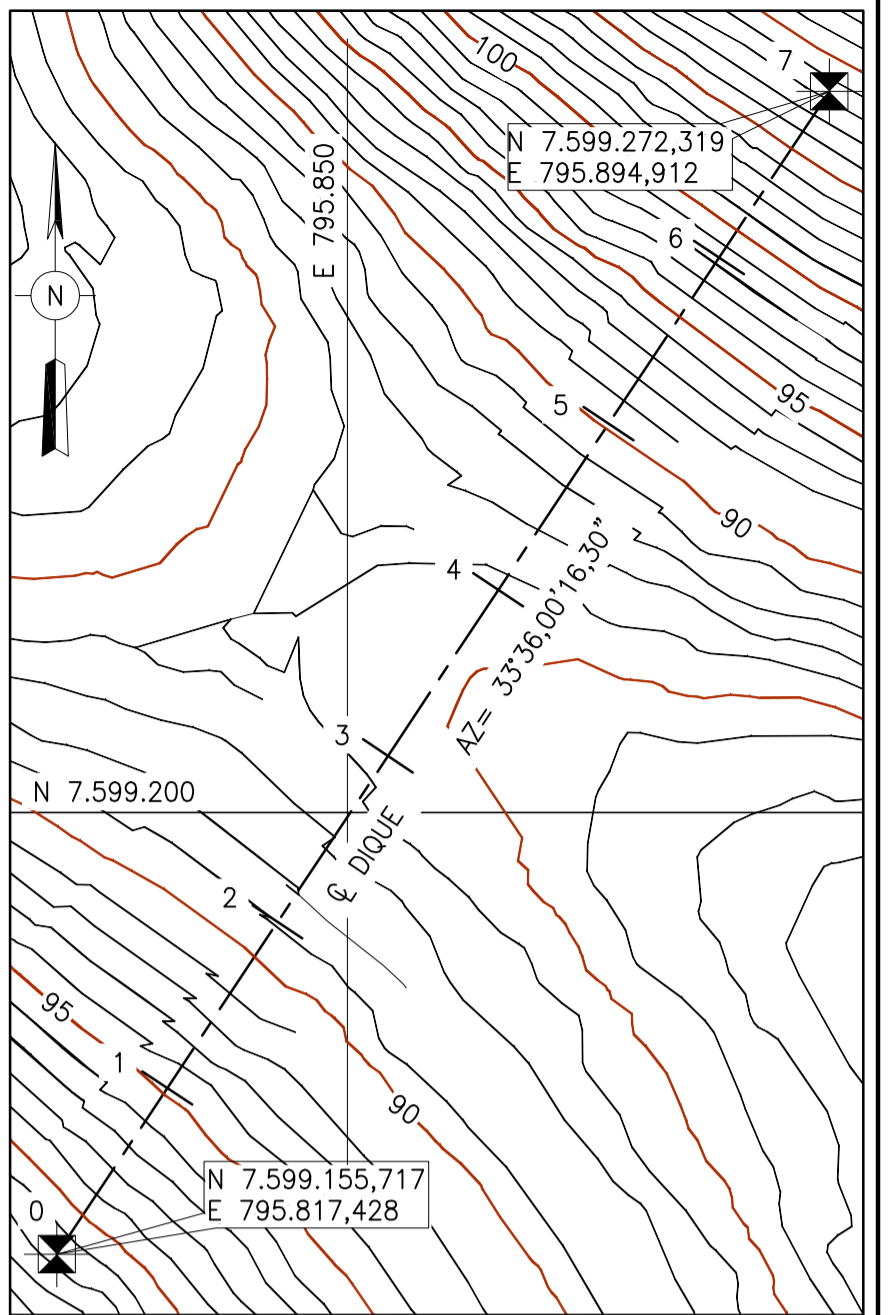 100
7
N 7.599.272,319
E 795.894,912
E 795.850
6
N
95
5
90
4
AZ= 33°36,00'16,30"
3
N 7.599.200
℄ DIQUE
2
95
1
90
N 7.599.155,717
E 795.817,428
0